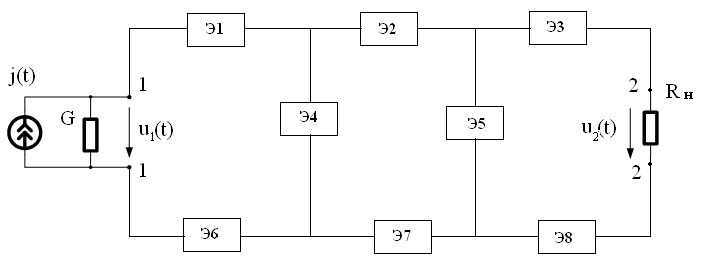 Э1 Э2 Э3
j(t) 1 2 Rн
G u1(t) Э4 Э5 u2(t)
1 2
Э6 Э7 Э8